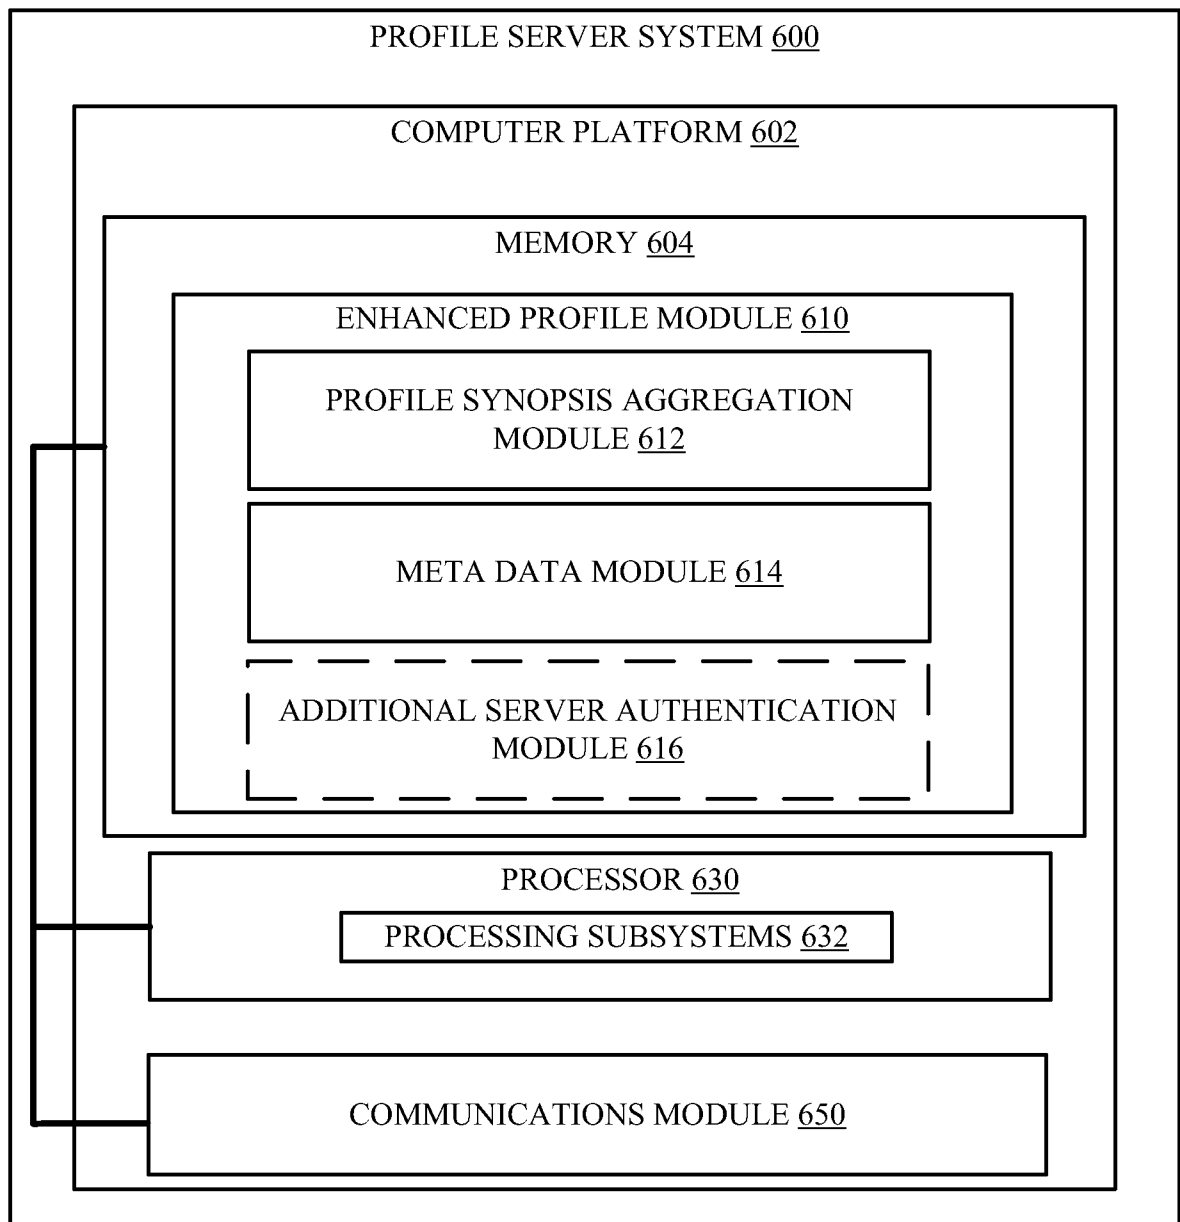 PROFILE SERVER SYSTEM 600
COMPUTER PLATFORM 602
MEMORY 604
ENHANCED PROFILE MODULE 610
PROFILE SYNOPSIS AGGREGATION
MODULE 612
META DATA MODULE 614
ADDITIONAL SERVER AUTHENTICATION
MODULE 616
PROCESSOR 630
PROCESSING SUBSYSTEMS 632
COMMUNICATIONS MODULE 650